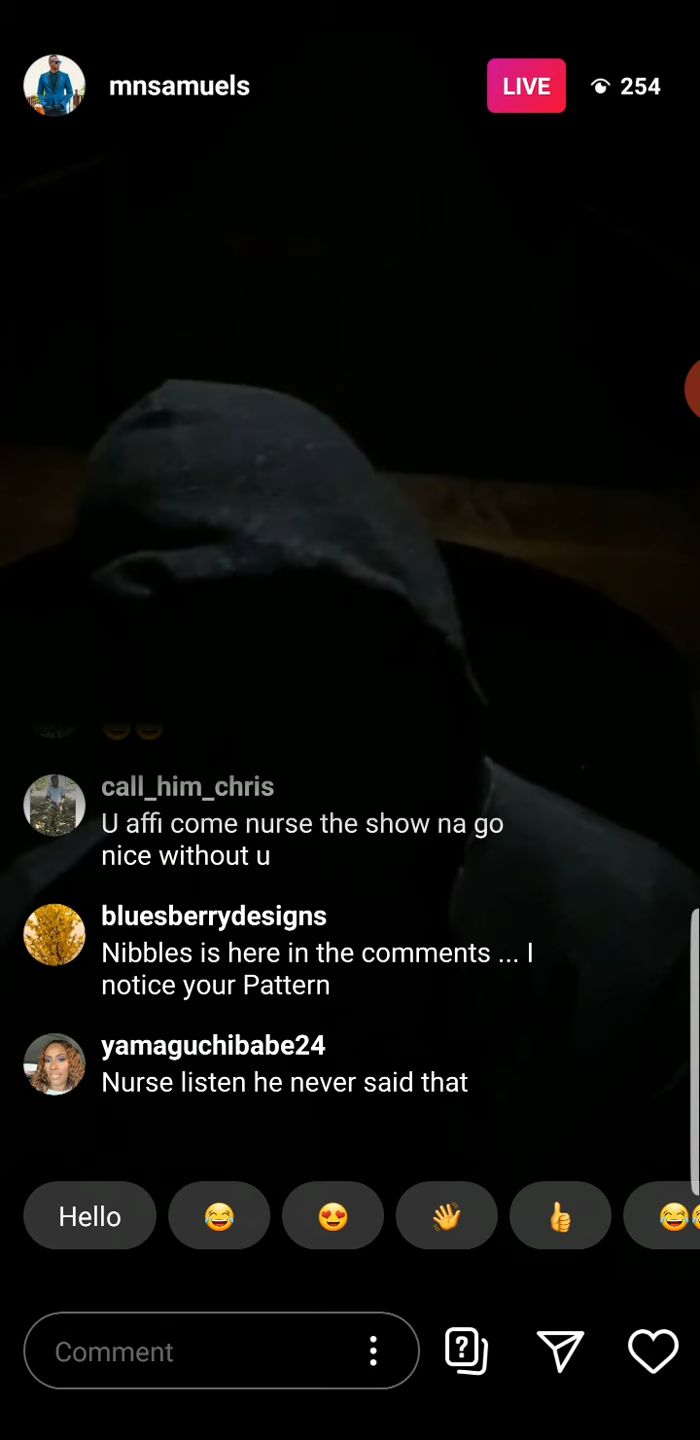 mnsamuels
LIVE
254
call_him_chris
U affi come nurse the show na go
nice without u
bluesberrydesigns
Nibbles is here in the comments ... I
notice your Pattern
yamaguchibabe24
Nurse listen he never said that
Hello
Comment